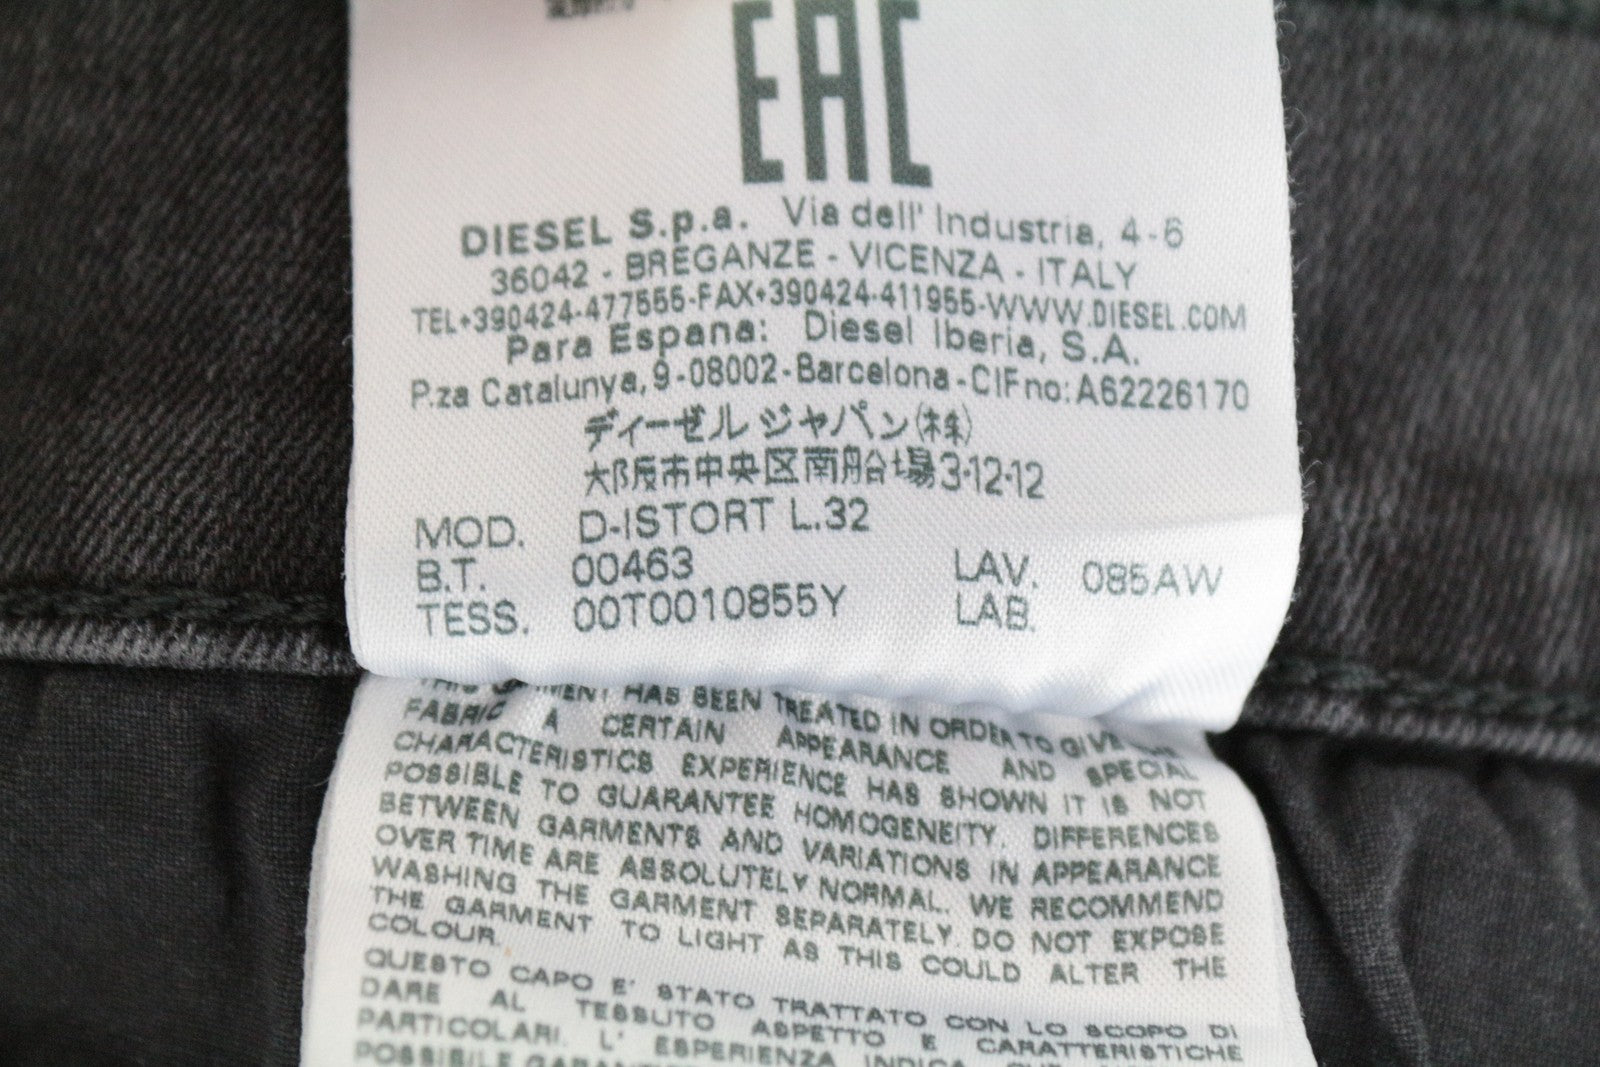 EAC
DIESEL S.p.a. Via dell' Industria, 4-6
36042 - BREGANZE - VICENZA - ITALY
TEL+390424-477555-FAX+390424-411955-WWW.DIESEL.COM
Para Espana: Diesel Iberia, S.A.
P.za Catalunya, 9-08002-Barcelona-CIF no: A62226170
ディーゼル ジャパン(株)
大阪市中央区南船場3-12-12
MOD. D-ISTORT L.32
B.T. 00463 LAV. 085AW
TESS. 00T0010855Y LAB.
THIS GARMENT HAS BEEN TREATED IN ORDER TO GIVE THE
FABRIC A CERTAIN APPEARANCE AND SPECIAL
CHARACTERISTICS EXPERIENCE HAS SHOWN IT IS NOT
POSSIBLE TO GUARANTEE HOMOGENEITY. DIFFERENCES
BETWEEN GARMENTS AND VARIATIONS IN APPEARANCE
OVER TIME ARE ABSOLUTELY NORMAL. WE RECOMMEND
WASHING THE GARMENT SEPARATELY. DO NOT EXPOSE
THE GARMENT TO LIGHT AS THIS COULD ALTER THE
COLOUR.
QUESTO CAPO E' STATO TRATTATO CON LO SCOPO DI
DARE AL TESSUTO ASPETTO E CARATTERISTICHE
PARTICOLARI. L' ESPERIENZA INDICA CHE
POSSIBILE GARANTIRE